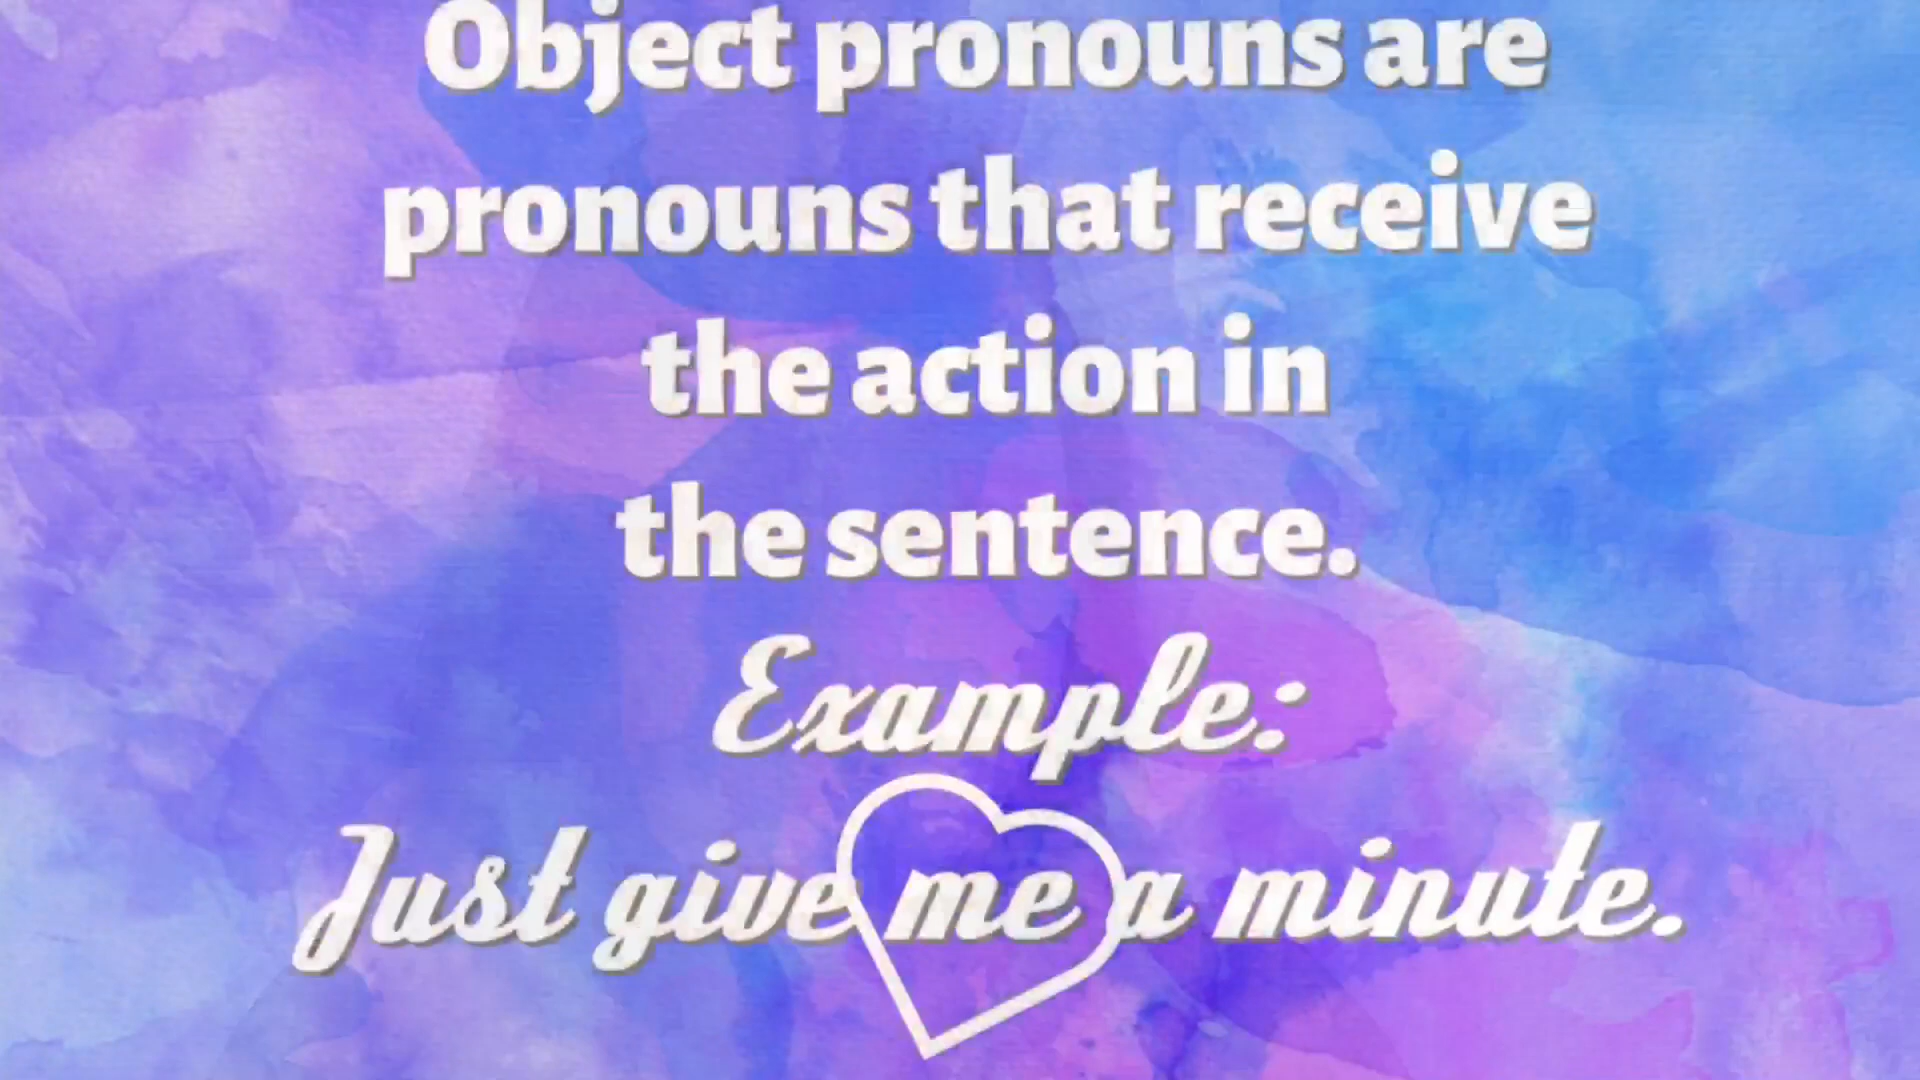 Object pronouns are
pronouns that receive
the action in
the sentence.
Example:
Just give me a minute.